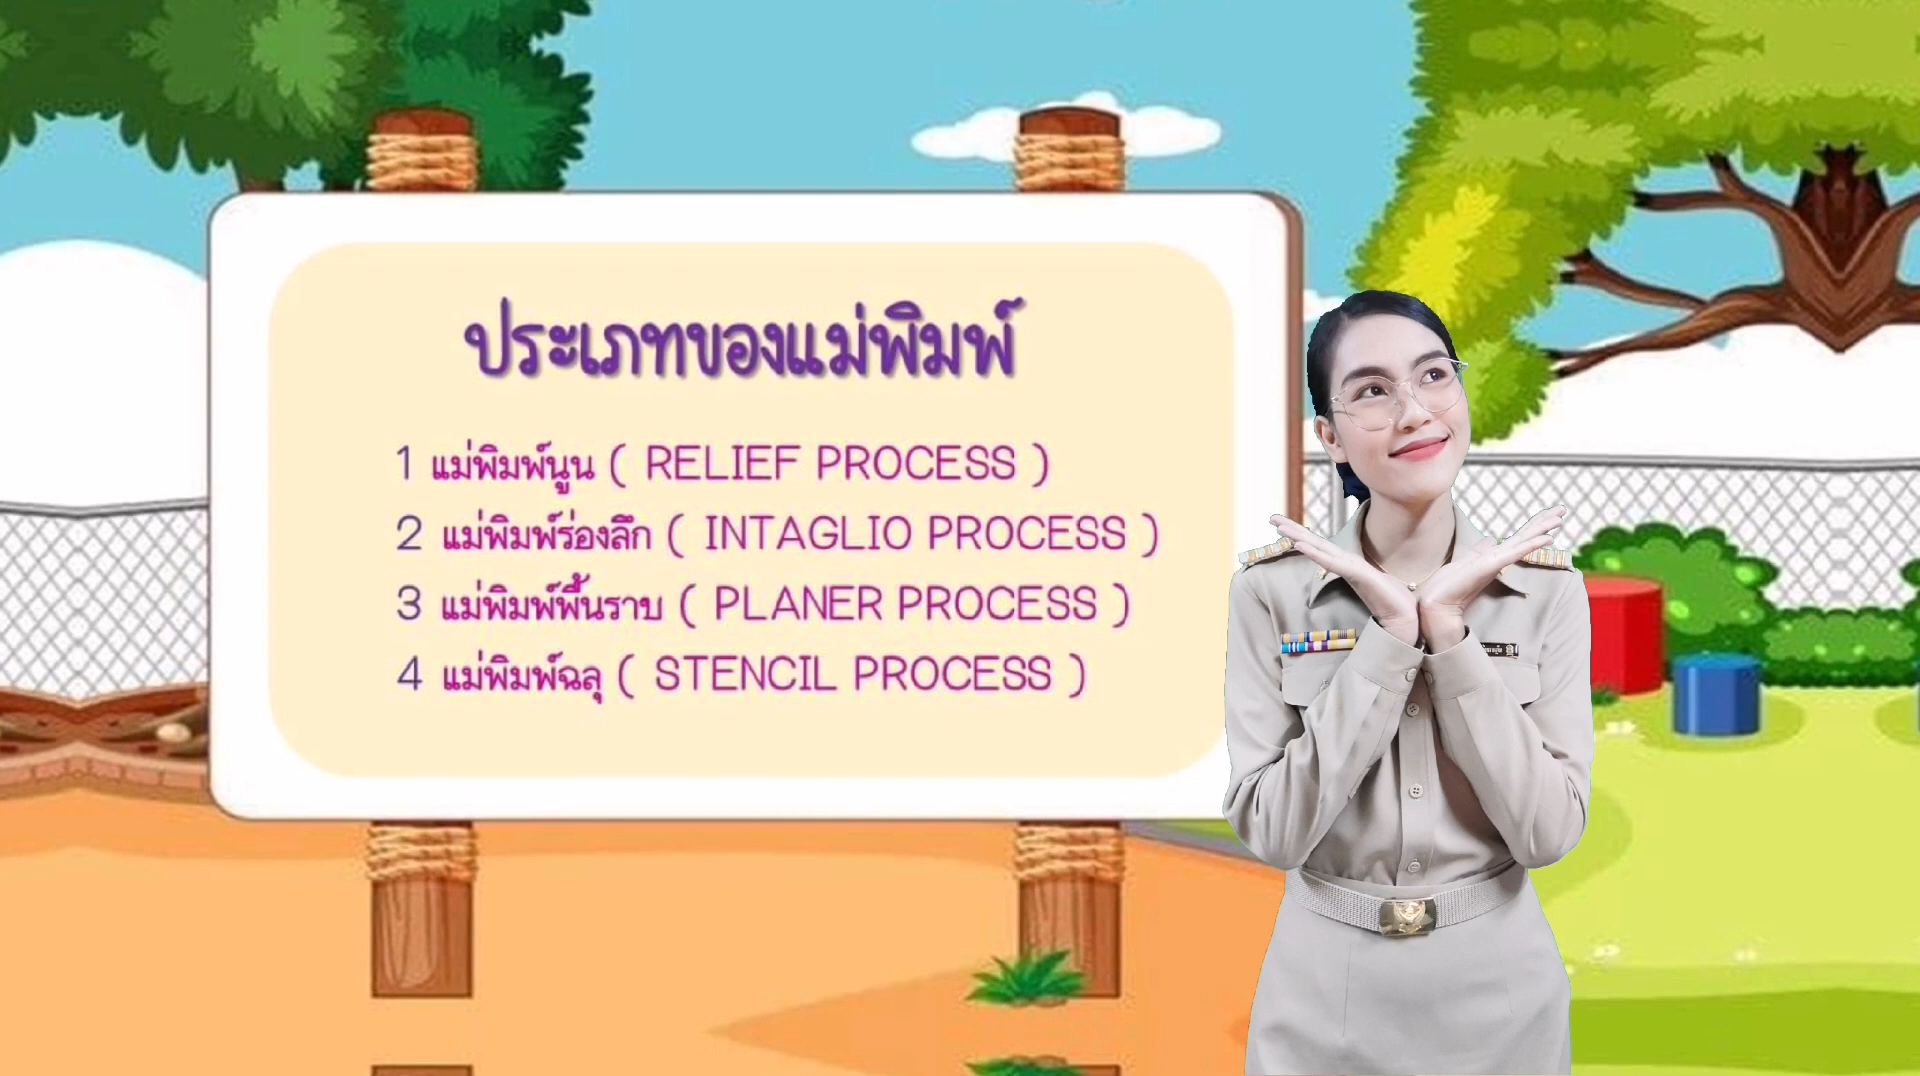 ประเภทของแม่พิมพ์
1 แม่พิมพ์นูน ( RELIEF PROCESS )
2 แม่พิมพ์ร่องลึก ( INTAGLIO PROCESS )
3 แม่พิมพ์พื้นราบ ( PLANER PROCESS )
4 แม่พิมพ์ฉลุ ( STENCIL PROCESS )